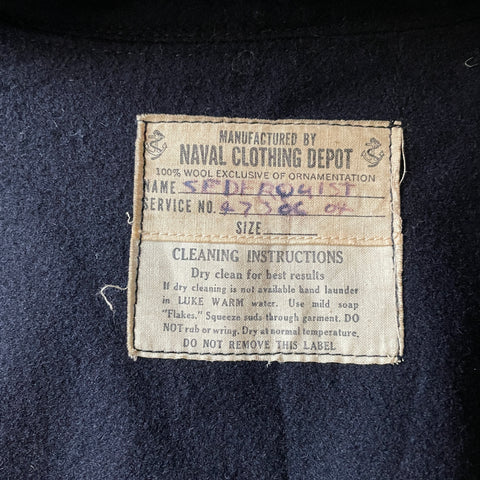 MANUFACTURED BY
NAVAL CLOTHING DEPOT
100% WOOL EXCLUSIVE OF ORNAMENTATION
NAME SEDERQUIST
SERVICE NO.
SIZE
CLEANING INSTRUCTIONS
Dry clean for best results
If dry cleaning is not available hand launder
in LUKE WARM water. Use mild soap
"Flakes." Squeeze suds through garment. DO
NOT rub or wring. Dry at normal temperature.
DO NOT REMOVE THIS LABEL